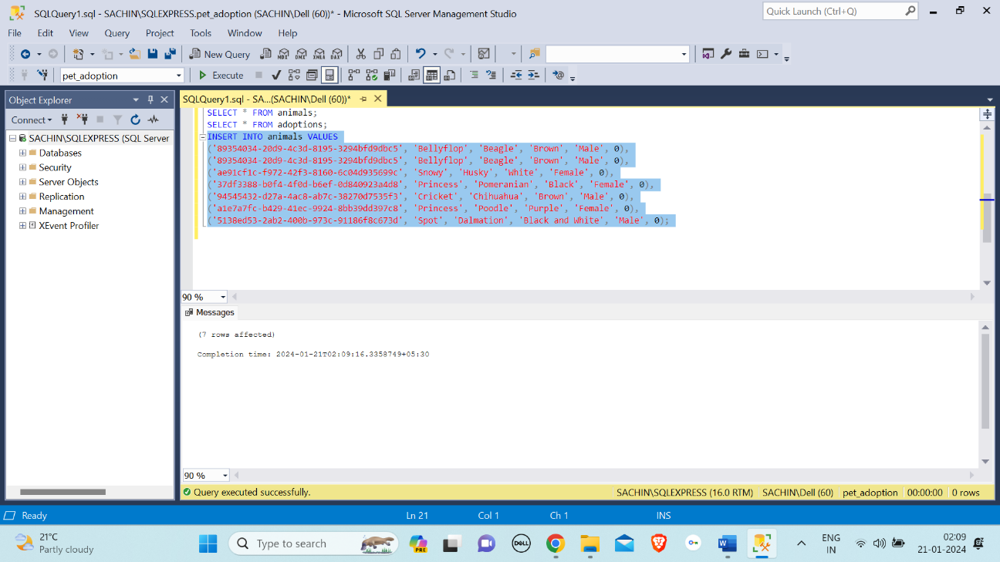 SQLQuery1.sql - SACHIN\SQLEXPRESS.pet_adoption (SACHIN\Dell (60))* - Microsoft SQL Server Management Studio
Quick Launch (Ctrl+Q)
File Edit View Query Project Tools Window Help
New Query MDX DMX XMLA DAX
pet_adoption Execute
Object Explorer
SQLQuery1.sql - SA...(SACHIN\Dell (60))*
Connect
SACHIN\SQLEXPRESS (SQL Server
Databases
Security
Server Objects
Replication
Management
XEvent Profiler
SELECT * FROM animals;
SELECT * FROM adoptions;
INSERT INTO animals VALUES
('89354034-20d9-4c3d-8195-3294bfd9dbc5', 'Bellyflop', 'Beagle', 'Brown', 'Male', 0),
('89354034-20d9-4c3d-8195-3294bfd9dbc5', 'Bellyflop', 'Beagle', 'Brown', 'Male', 0),
('ae91cf1c-f972-42f3-8160-6c04d935699c', 'Snowy', 'Husky', 'White', 'Female', 0),
('37df3388-b0f4-4f0d-b6ef-0d840923a4d8', 'Princess', 'Pomeranian', 'Black', 'Female', 0),
('94545432-d27a-4ac8-ab7c-38270d7535f3', 'Cricket', 'Chihuahua', 'Brown', 'Male', 0),
('a1e7a7fc-b429-41ec-9924-8bb39dd397c8', 'Princess', 'Poodle', 'Purple', 'Female', 0),
('5138ed53-2ab2-400b-973c-91186f8c673d', 'Spot', 'Dalmation', 'Black and White', 'Male', 0);
90 %
Messages
(7 rows affected)
Completion time: 2024-01-21T02:09:16.3358749+05:30
90 %
Query executed successfully. SACHIN\SQLEXPRESS (16.0 RTM) SACHIN\Dell (60) pet_adoption 00:00:00 0 rows
Ready Ln 21 Col 1 Ch 1 INS
21°C
Partly cloudy
Type to search
PRE
DELL
W
ENG
IN
02:09
21-01-2024